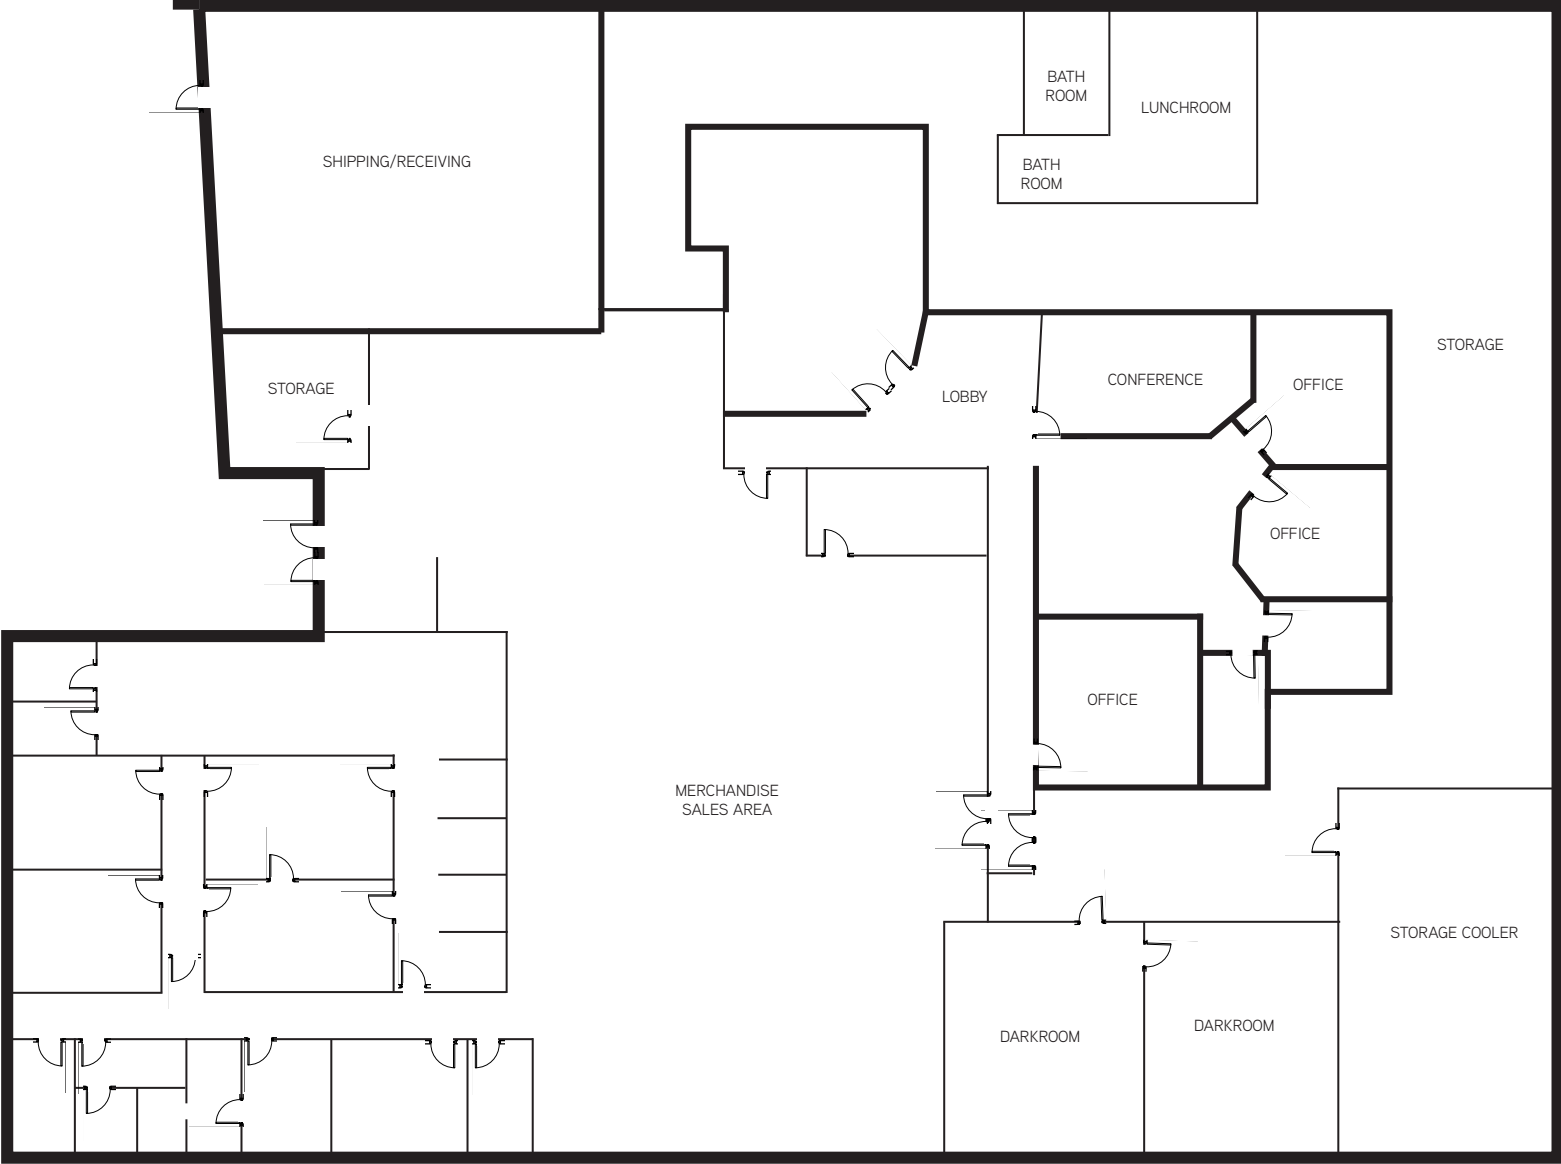 BATH
ROOM
LUNCHROOM
SHIPPING/RECEIVING
BATH
ROOM
STORAGE
CONFERENCE
OFFICE
STORAGE
LOBBY
OFFICE
OFFICE
MERCHANDISE
SALES AREA
STORAGE COOLER
DARKROOM
DARKROOM